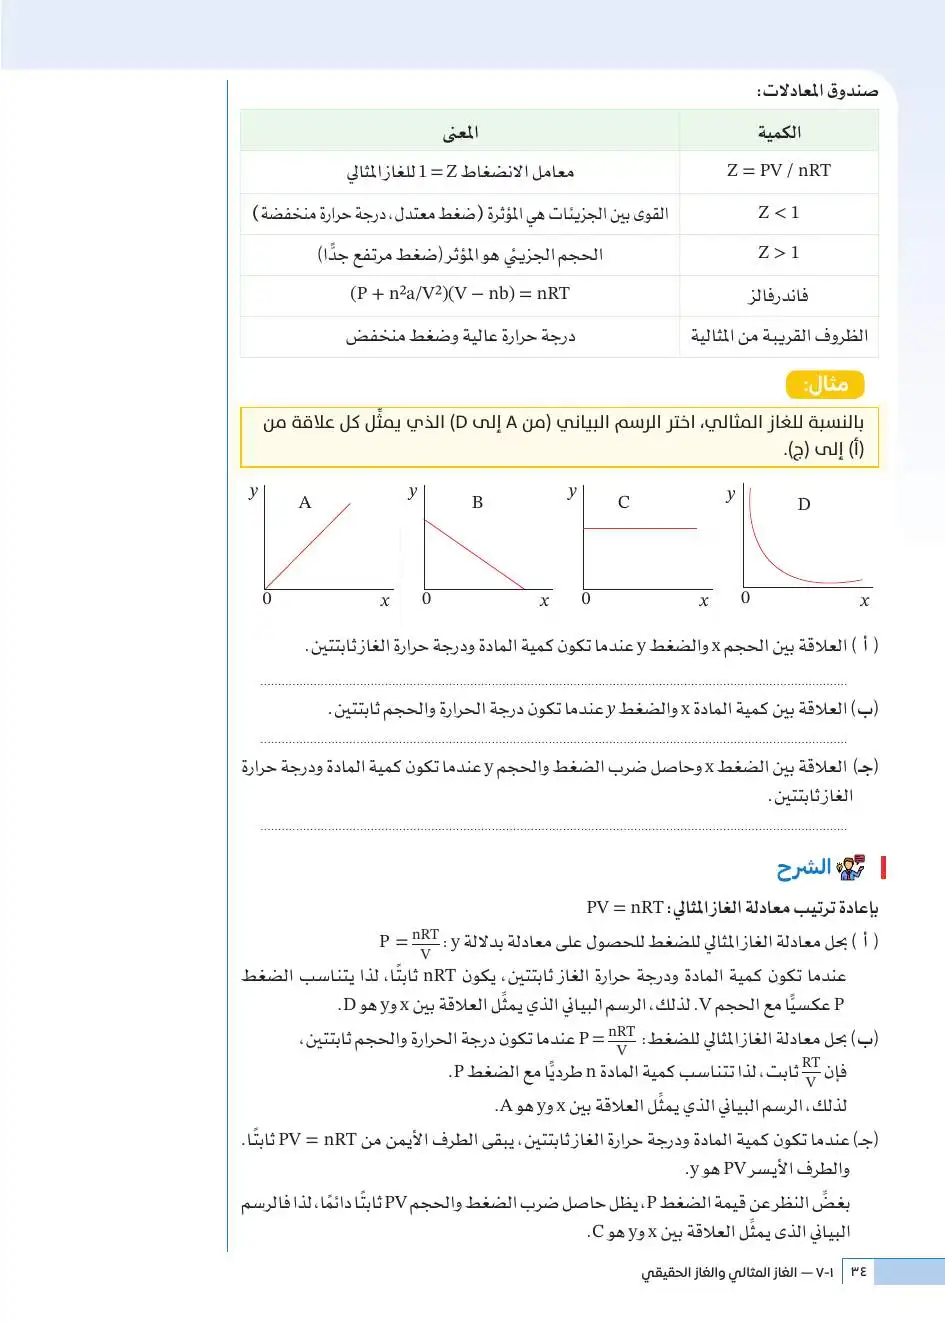 صندوق المعادلات:
الكمية المعنى
Z = PV / nRT معامل الانضغاط Z = 1 للغاز المثالي
Z < 1 القوى بين الجزيئات هي المؤثرة (ضغط معتدل، درجة حرارة منخفضة)
Z > 1 الحجم الجزيئي هو المؤثر (ضغط مرتفع جدًّا)
فاندرفالز (P + n²a/V²)(V − nb) = nRT
الظروف القريبة من المثالية درجة حرارة عالية وضغط منخفض
مثال:
بالنسبة للغاز المثالي، اختر الرسم البياني (من A إلى D) الذي يمثِّل كل علاقة من
(أ) إلى (ج).
y A 0 x
y B 0 x
y C 0 x
y D 0 x
( أ ) العلاقة بين الحجم x والضغط y عندما تكون كمية المادة ودرجة حرارة الغاز ثابتتين.
(ب) العلاقة بين كمية المادة x والضغط y عندما تكون درجة الحرارة والحجم ثابتتين.
(جـ) العلاقة بين الضغط x وحاصل ضرب الضغط والحجم y عندما تكون كمية المادة ودرجة حرارة
الغاز ثابتتين.
الشرح
بإعادة ترتيب معادلة الغاز المثالي: PV = nRT
( أ ) بحل معادلة الغاز المثالي للضغط للحصول على معادلة بدلالة y : P = nRT/V
عندما تكون كمية المادة ودرجة حرارة الغاز ثابتتين، يكون nRT ثابتًا، لذا يتناسب الضغط
P عكسيًّا مع الحجم V. لذلك، الرسم البياني الذي يمثِّل العلاقة بين x وy هو D.
(ب) بحل معادلة الغاز المثالي للضغط: P = nRT/V عندما تكون درجة الحرارة والحجم ثابتتين،
فإن RT/V ثابت، لذا تتناسب كمية المادة n طرديًّا مع الضغط P.
لذلك، الرسم البياني الذي يمثِّل العلاقة بين x وy هو A.
(جـ) عندما تكون كمية المادة ودرجة حرارة الغاز ثابتتين، يبقى الطرف الأيمن من PV = nRT ثابتًا.
والطرف الأيسر PV هو y.
بغضِّ النظر عن قيمة الضغط P، يظل حاصل ضرب الضغط والحجم PV ثابتًا دائمًا، لذا فالرسم
البياني الذى يمثِّل العلاقة بين x وy هو C.
٣٤ ١-٧ — الغاز المثالي والغاز الحقيقي